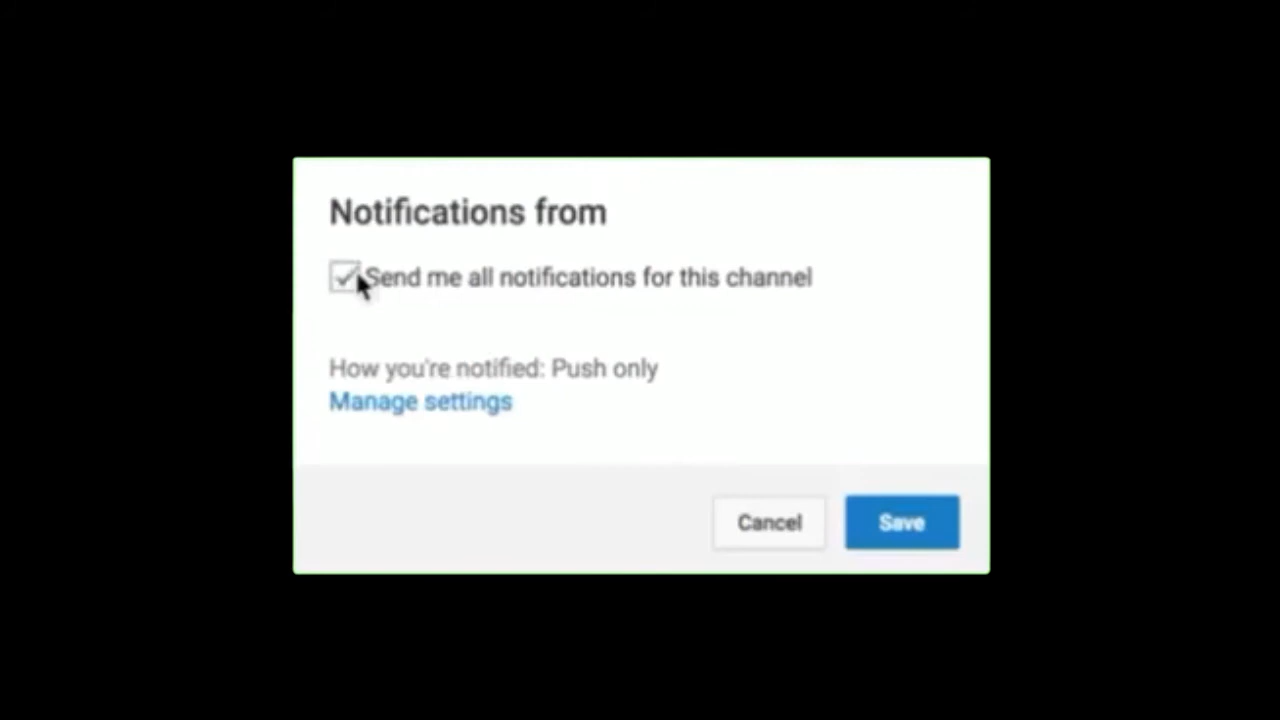 Notifications from
Send me all notifications for this channel
How you're notified: Push only
Manage settings
Cancel Save